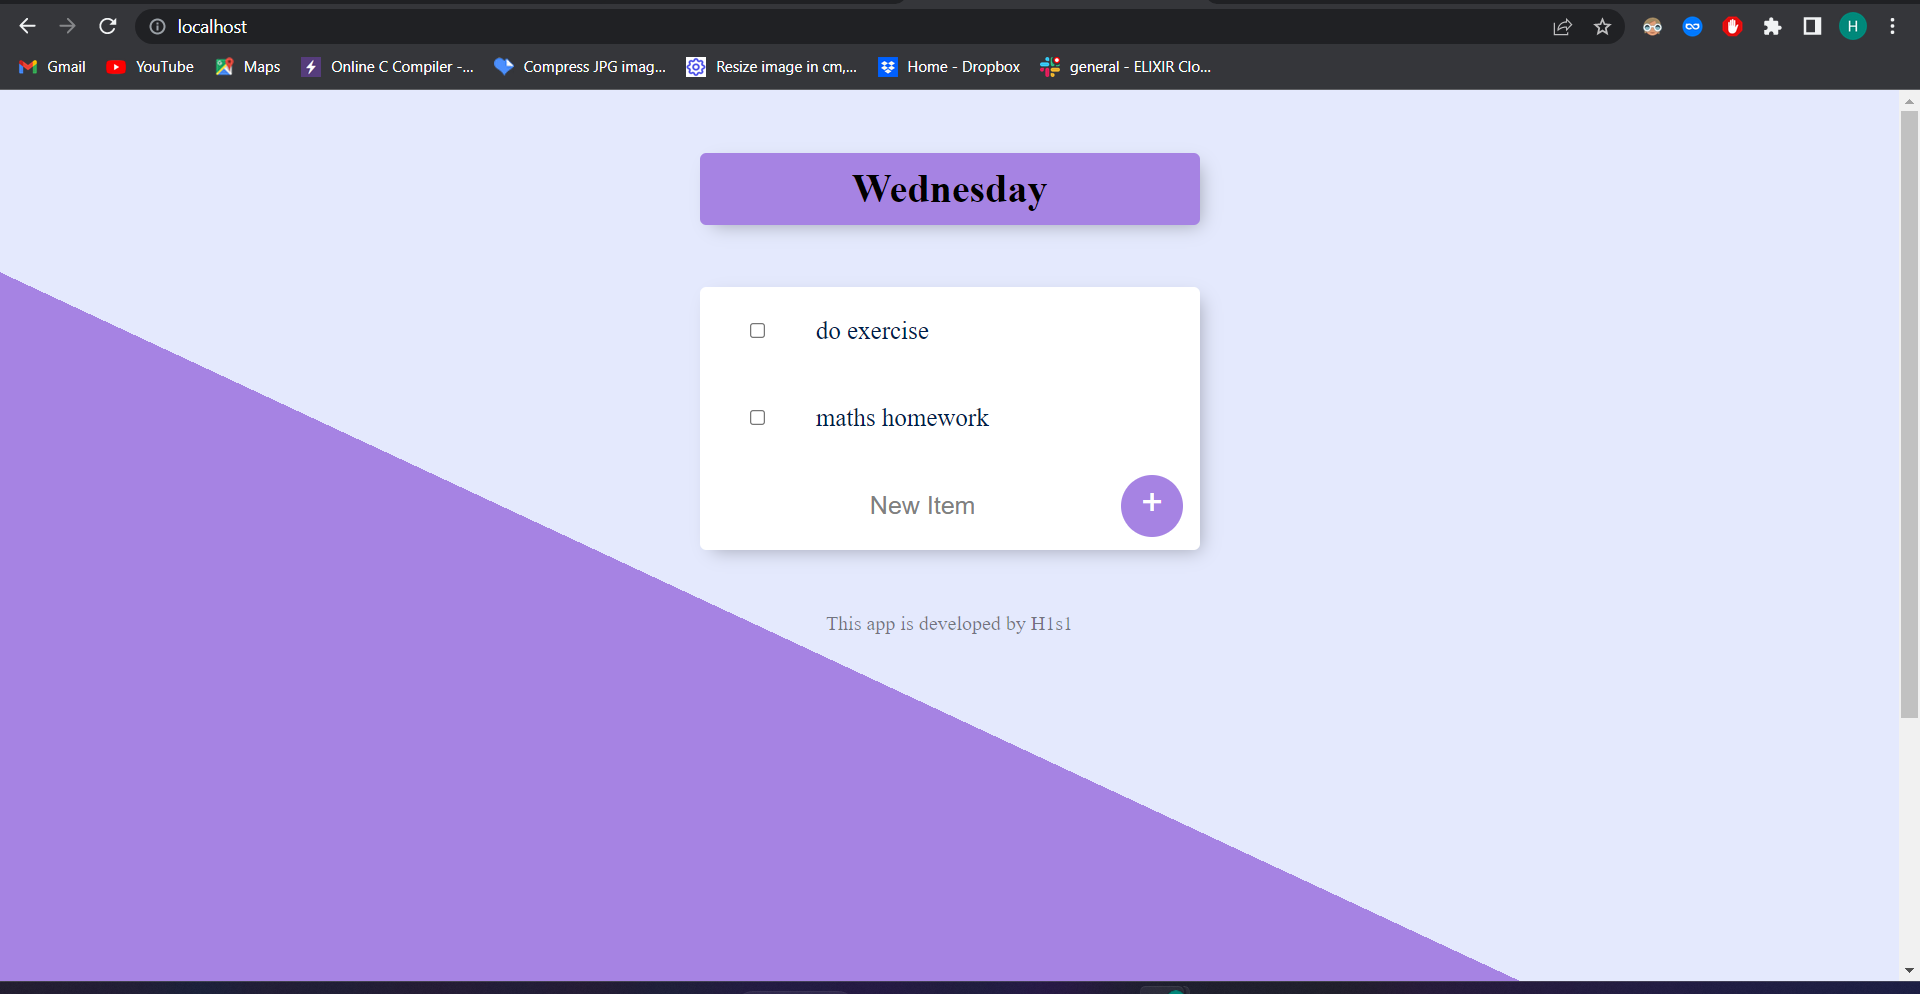 localhost
H
Gmail
YouTube
Maps
Online C Compiler -...
Compress JPG imag...
Resize image in cm,...
Home - Dropbox
general - ELIXIR Clo...
Wednesday
do exercise
maths homework
New Item
+
This app is developed by H1s1